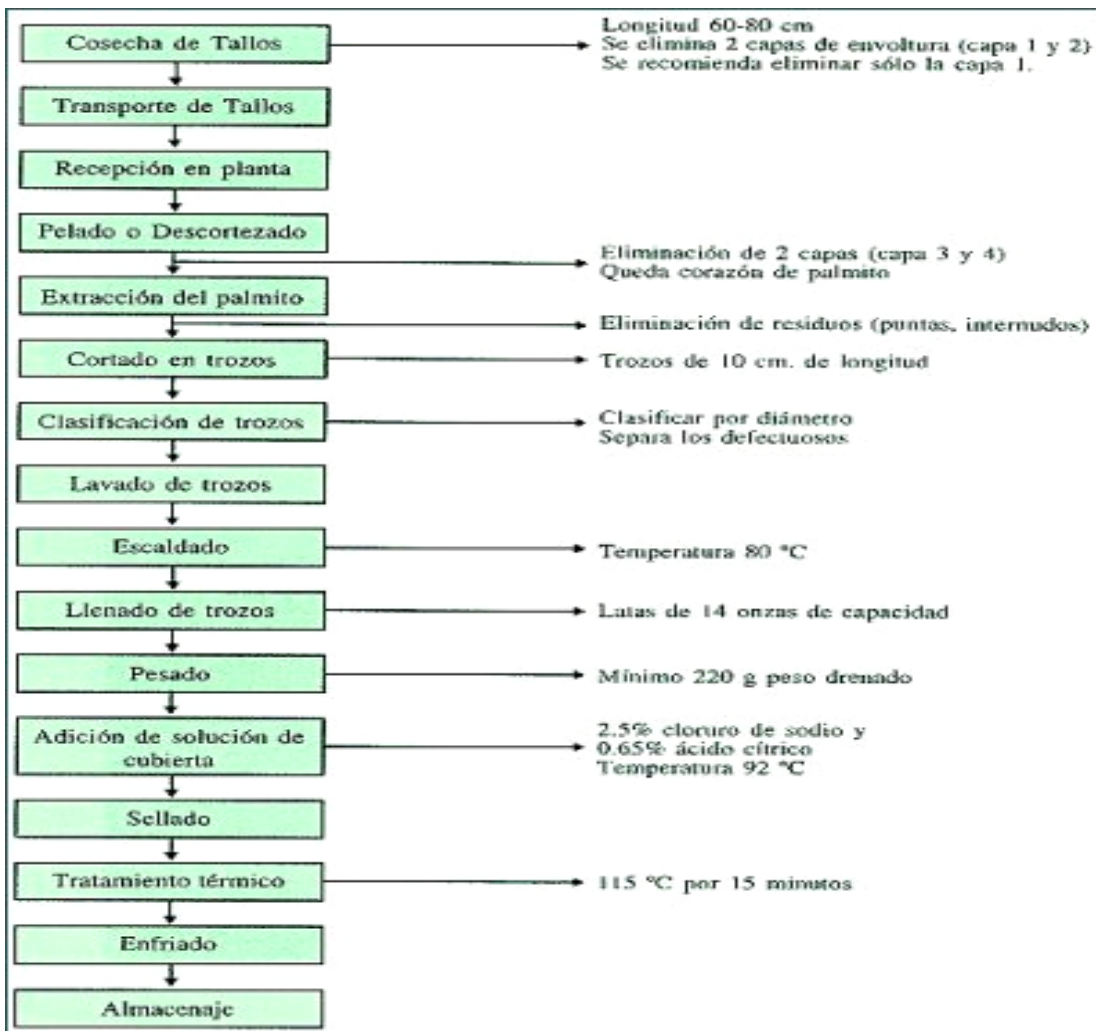 Cosecha de Tallos
Longitud 60-80 cm
Se elimina 2 capas de envoltura (capa 1 y 2)
Se recomienda eliminar sólo la capa 1.
Transporte de Tallos
Recepción en planta
Pelado o Descortezado
Eliminación de 2 capas (capa 3 y 4)
Queda corazón de palmito
Extracción del palmito
Eliminación de residuos (puntas, internudos)
Cortado en trozos
Trozos de 10 cm. de longitud
Clasificación de trozos
Clasificar por diámetro
Separa los defectuosos
Lavado de trozos
Escaldado
Temperatura 80 °C
Llenado de trozos
Latas de 14 onzas de capacidad
Pesado
Mínimo 220 g peso drenado
Adición de solución de
cubierta
2.5% cloruro de sodio y
0.65% ácido cítrico
Temperatura 92 °C
Sellado
Tratamiento térmico
115 °C por 15 minutos
Enfriado
Almacenaje